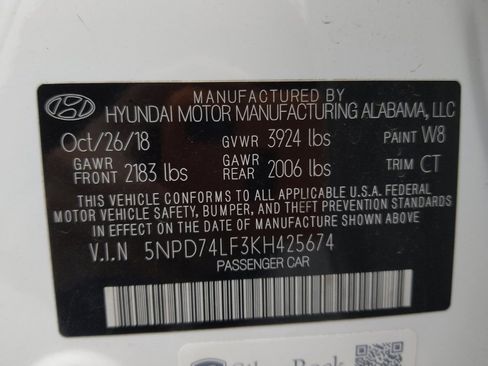 MANUFACTURED BY
HYUNDAI MOTOR MANUFACTURING ALABAMA, LLC
Oct/26/18 GVWR 3924 lbs PAINT W8
GAWR FRONT 2183 lbs GAWR REAR 2006 lbs TRIM CT
THIS VEHICLE CONFORMS TO ALL APPLICABLE U.S.A. FEDERAL
MOTOR VEHICLE SAFETY, BUMPER, AND THEFT PREVENTION
STANDARDS IN EFFECT ON THE DATE OF MANUFACTURE SHOWN ABOVE.
V.I.N 5NPD74LF3KH425674
PASSENGER CAR